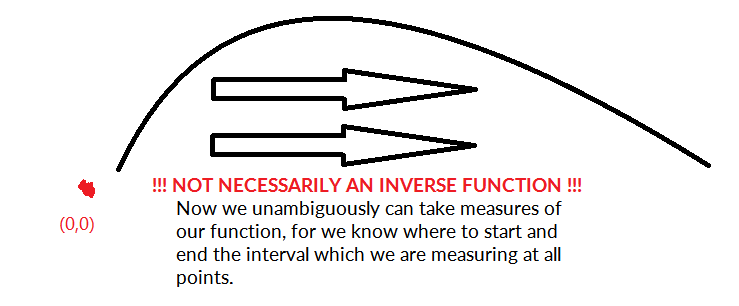 !!! NOT NECESSARILY AN INVERSE FUNCTION !!!
(0,0)
Now we unambiguously can take measures of
our function, for we know where to start and
end the interval which we are measuring at all
points.